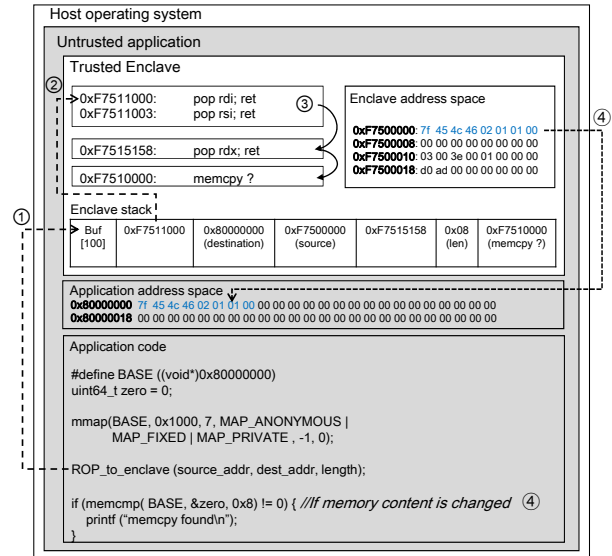 Host operating system
Untrusted application
Trusted Enclave
②
0xF7511000: pop rdi; ret
0xF7511003: pop rsi; ret
③
0xF7515158: pop rdx; ret
0xF7510000: memcpy ?
Enclave address space
0xF7500000: 7f 45 4c 46 02 01 01 00
0xF7500008: 00 00 00 00 00 00 00 00
0xF7500010: 03 00 3e 00 01 00 00 00
0xF7500018: d0 ad 00 00 00 00 00 00
④
①
Enclave stack
Buf
[100]
0xF7511000
0x80000000
(destination)
0xF7500000
(source)
0xF7515158
0x08
(len)
0xF7510000
(memcpy ?)
Application address space
0x80000000 7f 45 4c 46 02 01 01 00 00 00 00 00 00 00 00 00 00 00 00 00 00 00 00 00
0x80000018 00 00 00 00 00 00 00 00 00 00 00 00 00 00 00 00 00 00 00 00 00 00 00 00
Application code
#define BASE ((void*)0x80000000)
uint64_t zero = 0;
mmap(BASE, 0x1000, 7, MAP_ANONYMOUS |
MAP_FIXED | MAP_PRIVATE , -1, 0);
ROP_to_enclave (source_addr, dest_addr, length);
if (memcmp( BASE, &zero, 0x8) != 0) { //If memory content is changed ④
printf ("memcpy found\n");
}